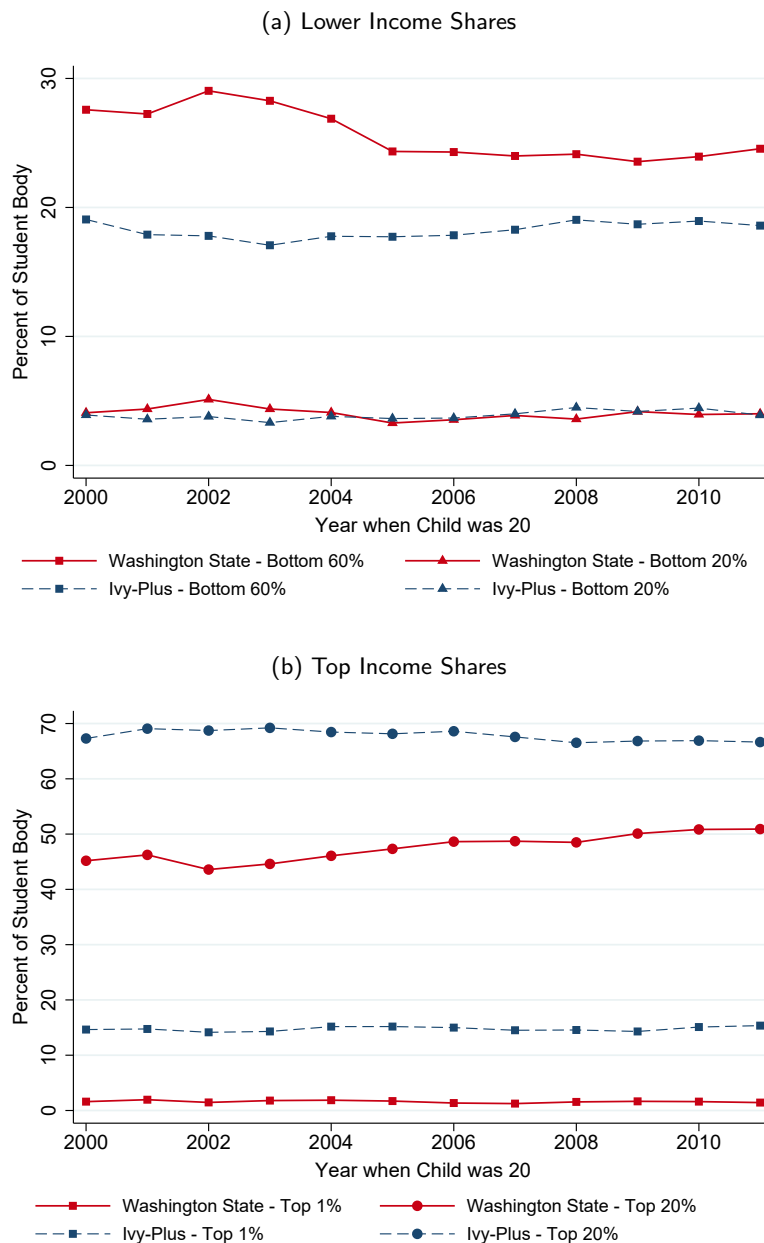 (a) Lower Income Shares
Percent of Student Body
30
20
10
0
2000 2002 2004 2006 2008 2010
Year when Child was 20
Washington State - Bottom 60% Washington State - Bottom 20%
Ivy-Plus - Bottom 60% Ivy-Plus - Bottom 20%
(b) Top Income Shares
Percent of Student Body
70
60
50
40
30
20
10
0
2000 2002 2004 2006 2008 2010
Year when Child was 20
Washington State - Top 1% Washington State - Top 20%
Ivy-Plus - Top 1% Ivy-Plus - Top 20%